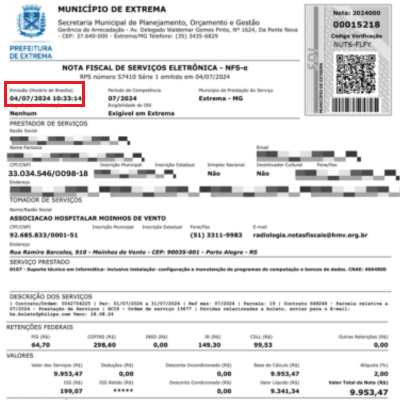 MUNICÍPIO DE EXTREMA
Secretaria Municipal de Planejamento, Orçamento e Gestão
Gerência de Arrecadação - Av. Delegado Waldemar Gomes Pinto, Nº 1624, Da Ponte Nova
- CEP: 37.640-000 - Extrema/MG Telefone: (35) 3435-6829
PREFEITURA
DE EXTREMA
Nota: 2024000
00015218
Código Verificação
NUT6-FLFY
NOTA FISCAL DE SERVIÇOS ELETRÔNICA - NFS-e
RPS número 57410 Série 1 emitido em 04/07/2024
Emissão (Horário de Brasília) Período de Competência Município de Prestação do Serviço
04/07/2024 10:33:14 07/2024 Extrema - MG
Exigibilidade do ISS
Nenhum Exigível em Extrema
PRESTADOR DE SERVIÇOS
Razão Social
Nome Fantasia Email
CPF/CNPJ Inscrição Municipal Inscrição Estadual Simples Nacional Incentivador Cultural Fone/Fax
33.034.546/0098-18 Não Não
Endereço
TOMADOR DE SERVIÇOS
Nome/Razão Social
ASSOCIACAO HOSPITALAR MOINHOS DE VENTO
CPF/CNPJ Inscrição Municipal Inscrição Estadual Fone/Fax E-mail
92.685.833/0001-51 (51) 3311-9983 radiologia.notasfiscais@hmv.org.br
Endereço
Rua Ramiro Barcelos, 910 - Moinhos de Vento - CEP: 90035-001 - Porto Alegre - RS
SERVIÇO PRESTADO
0107 - Suporte técnico em informática- inclusive instalação- configuração e manutenção de programas de computação e bancos de dados. CNAE:
DESCRIÇÃO DOS SERVIÇOS
RETENÇÕES FEDERAIS
PIS (R$) COFINS (R$) INSS (R$) IR (R$) CSLL (R$) Outras Retenções (R$)
64,70 298,60 0,00 149,30 99,53 0,00
VALORES
Valor dos Serviços (R$) Deduções (R$) Desconto Incondicionado (R$) Base de Cálculo (R$) Alíquota (%)
9.953,47 0,00 0,00 9.953,47 2,00
ISS (R$) ISS Retido (R$) Desconto Condicionado (R$) Valor Líquido (R$) Valor Total da Nota (R$)
199,07 ***** 0,00 9.341,34 9.953,47